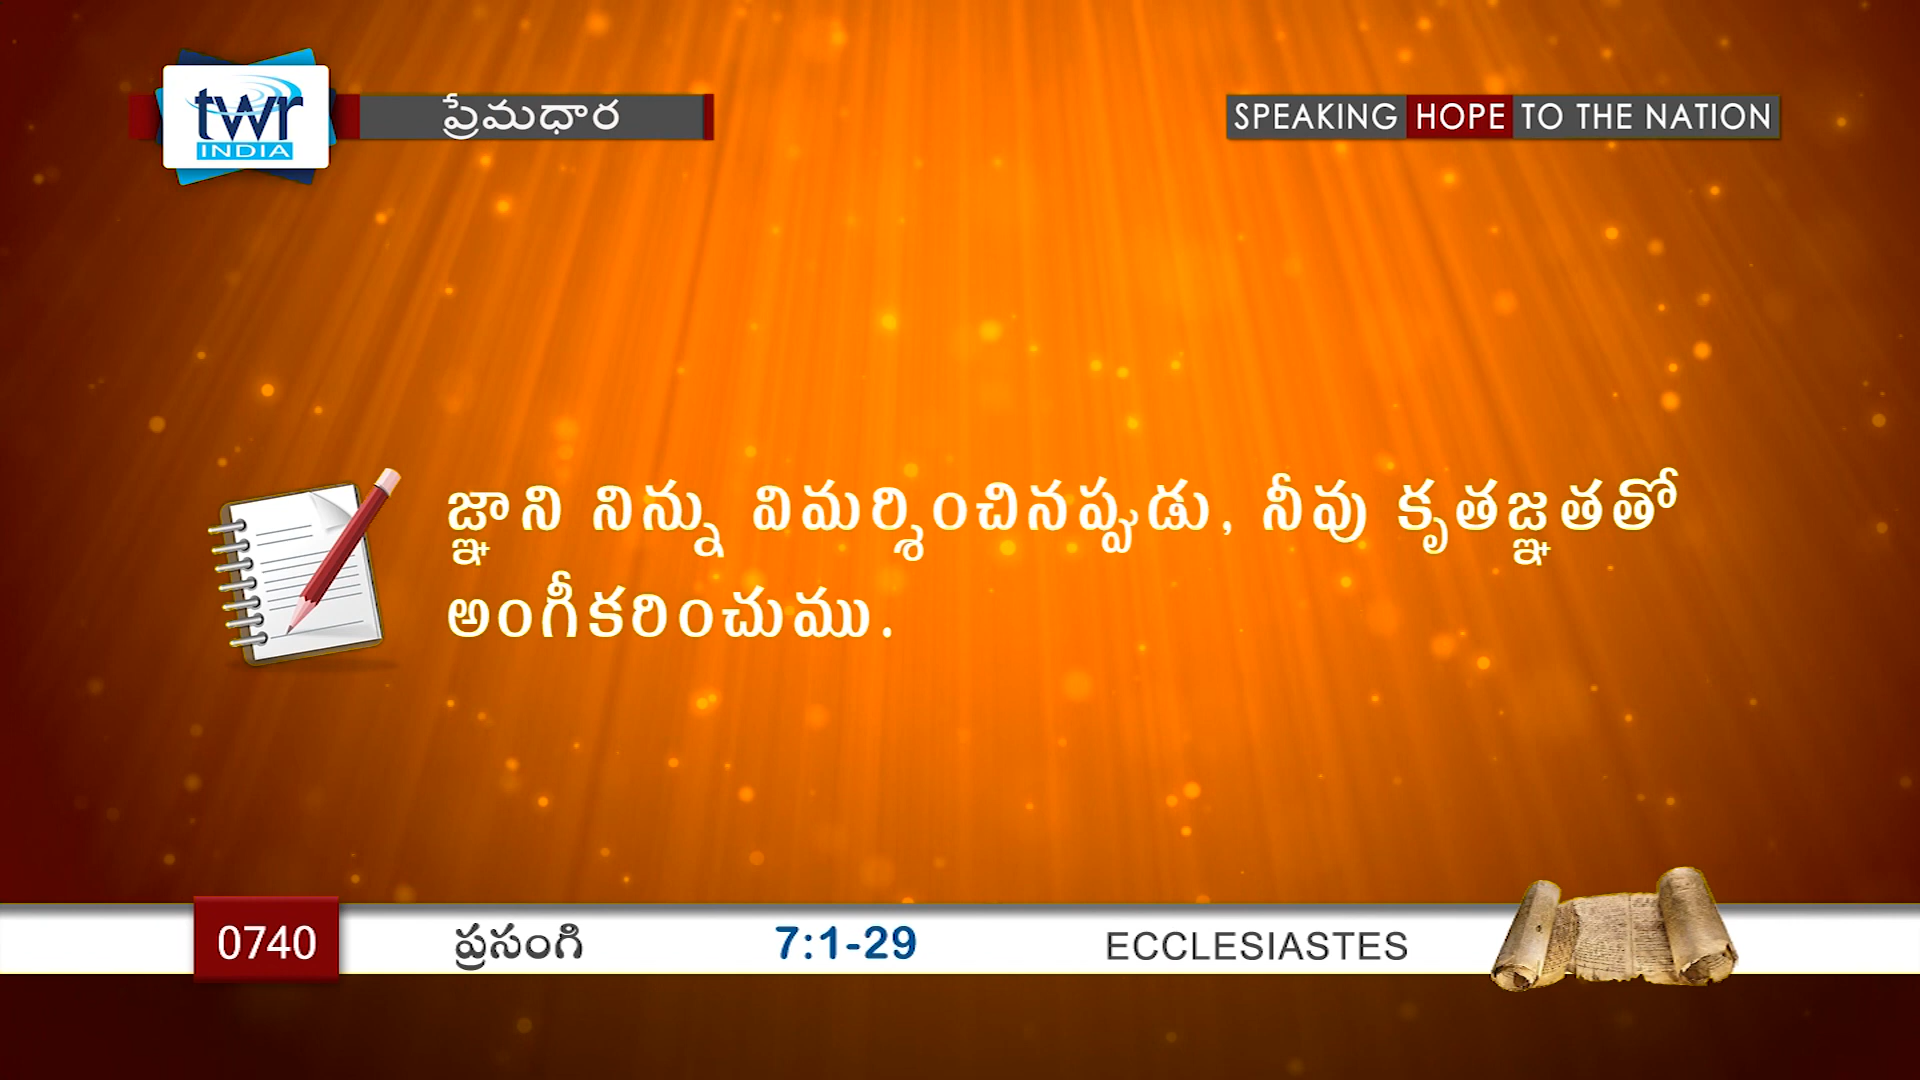 twr
INDIA
ప్రేమధార
SPEAKING HOPE TO THE NATION
జ్ఞాని నిన్ను విమర్శించినప్పుడు, నీవు కృతజ్ఞతతో
అంగీకరించుము.
0740 ప్రసంగి 7:1-29 ECCLESIASTES